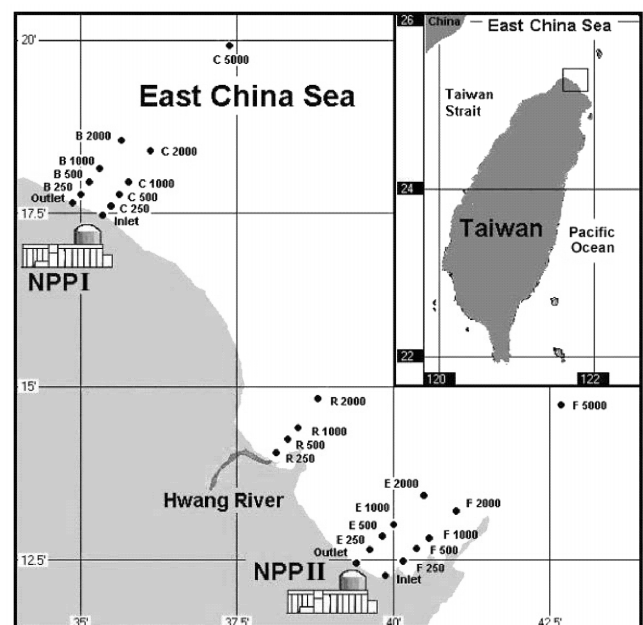 26
China
East China Sea
20'
C 5000
Taiwan
Strait
East China Sea
B 2000
C 2000
B 1000
B 500
C 1000
B 250
C 500
Outlet
C 250
24
17.5'
Inlet
Taiwan
Pacific
Ocean
NPPI
22
120
122
15'
R 2000
F 5000
R 1000
R 500
R 250
E 2000
Hwang River
E 1000
F 2000
E 500
E 250
F 1000
Outlet
F 500
12.5'
NPPII
F 250
Inlet
35'
37.5'
40'
42.5'